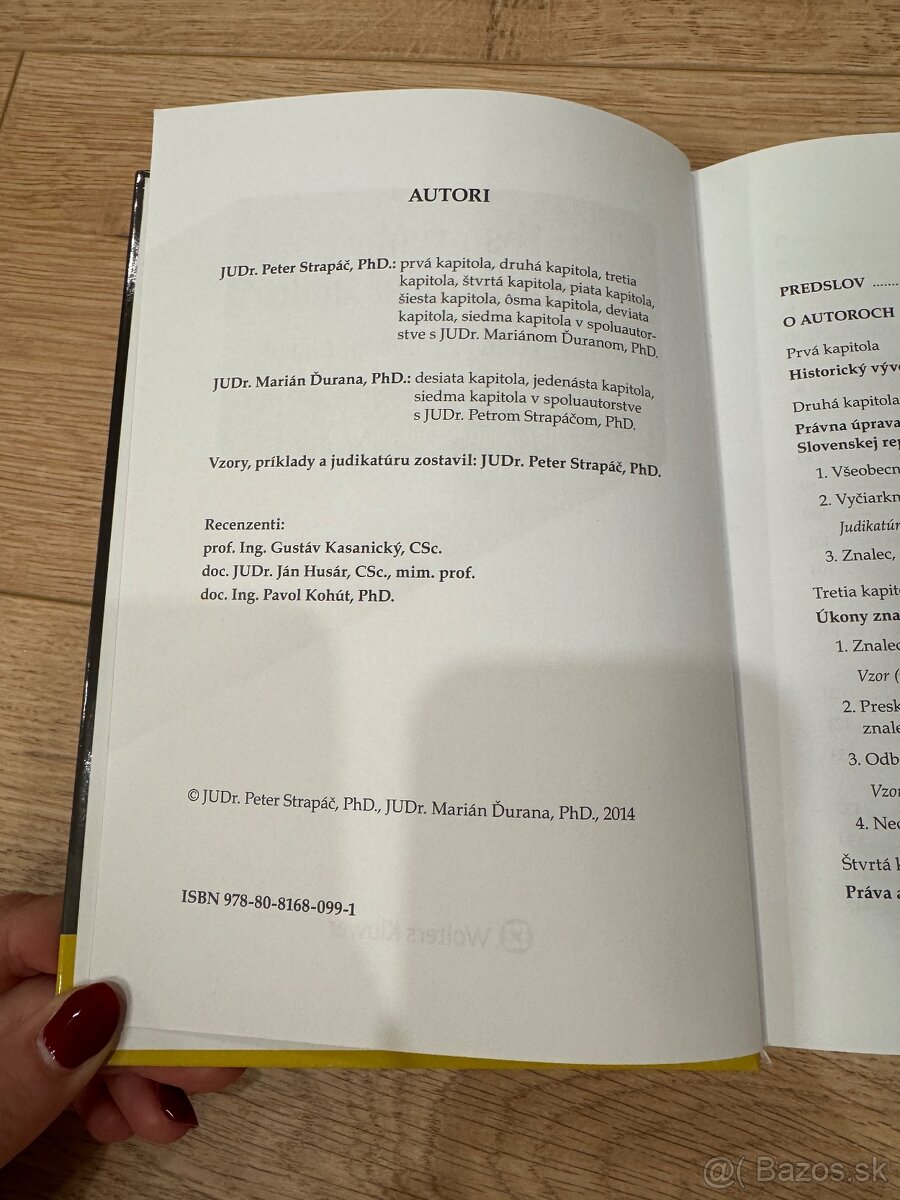 AUTORI
JUDr. Peter Strapáč, PhD.: prvá kapitola, druhá kapitola, tretia
kapitola, štvrtá kapitola, piata kapitola,
šiesta kapitola, ôsma kapitola, deviata
kapitola, siedma kapitola v spoluautor-
stve s JUDr. Mariánom Ďuranom, PhD.
JUDr. Marián Ďurana, PhD.: desiata kapitola, jedenásta kapitola,
siedma kapitola v spoluautorstve
s JUDr. Petrom Strapáčom, PhD.
Vzory, príklady a judikatúru zostavil: JUDr. Peter Strapáč, PhD.
Recenzenti:
prof. Ing. Gustáv Kasanický, CSc.
doc. JUDr. Ján Husár, CSc., mim. prof.
doc. Ing. Pavol Kohút, PhD.
© JUDr. Peter Strapáč, PhD., JUDr. Marián Ďurana, PhD., 2014
ISBN 978-80-8168-099-1
Wolters Kluwer
PREDSLOV ........
O AUTOROCH
Prvá kapitola
Historický výv
Druhá kapitola
Právna úprava
Slovenskej rep
1. Všeobecn
2. Vyčiarkn
Judikatúr
3. Znalec,
Tretia kapit
Úkony zna
1. Znalec
Vzor (
2. Presk
znale
3. Odb
Vzor
4. Ned
Štvrtá k
Práva a
@( Bazos.sk